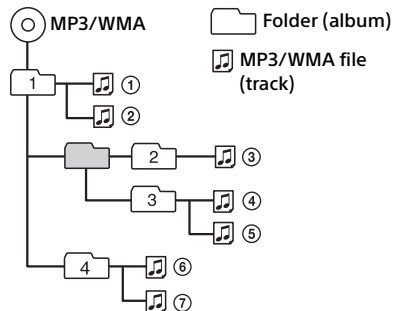 MP3/WMA
Folder (album)
MP3/WMA file
(track)
1
①
②
2
③
3
④
⑤
4
⑥
⑦